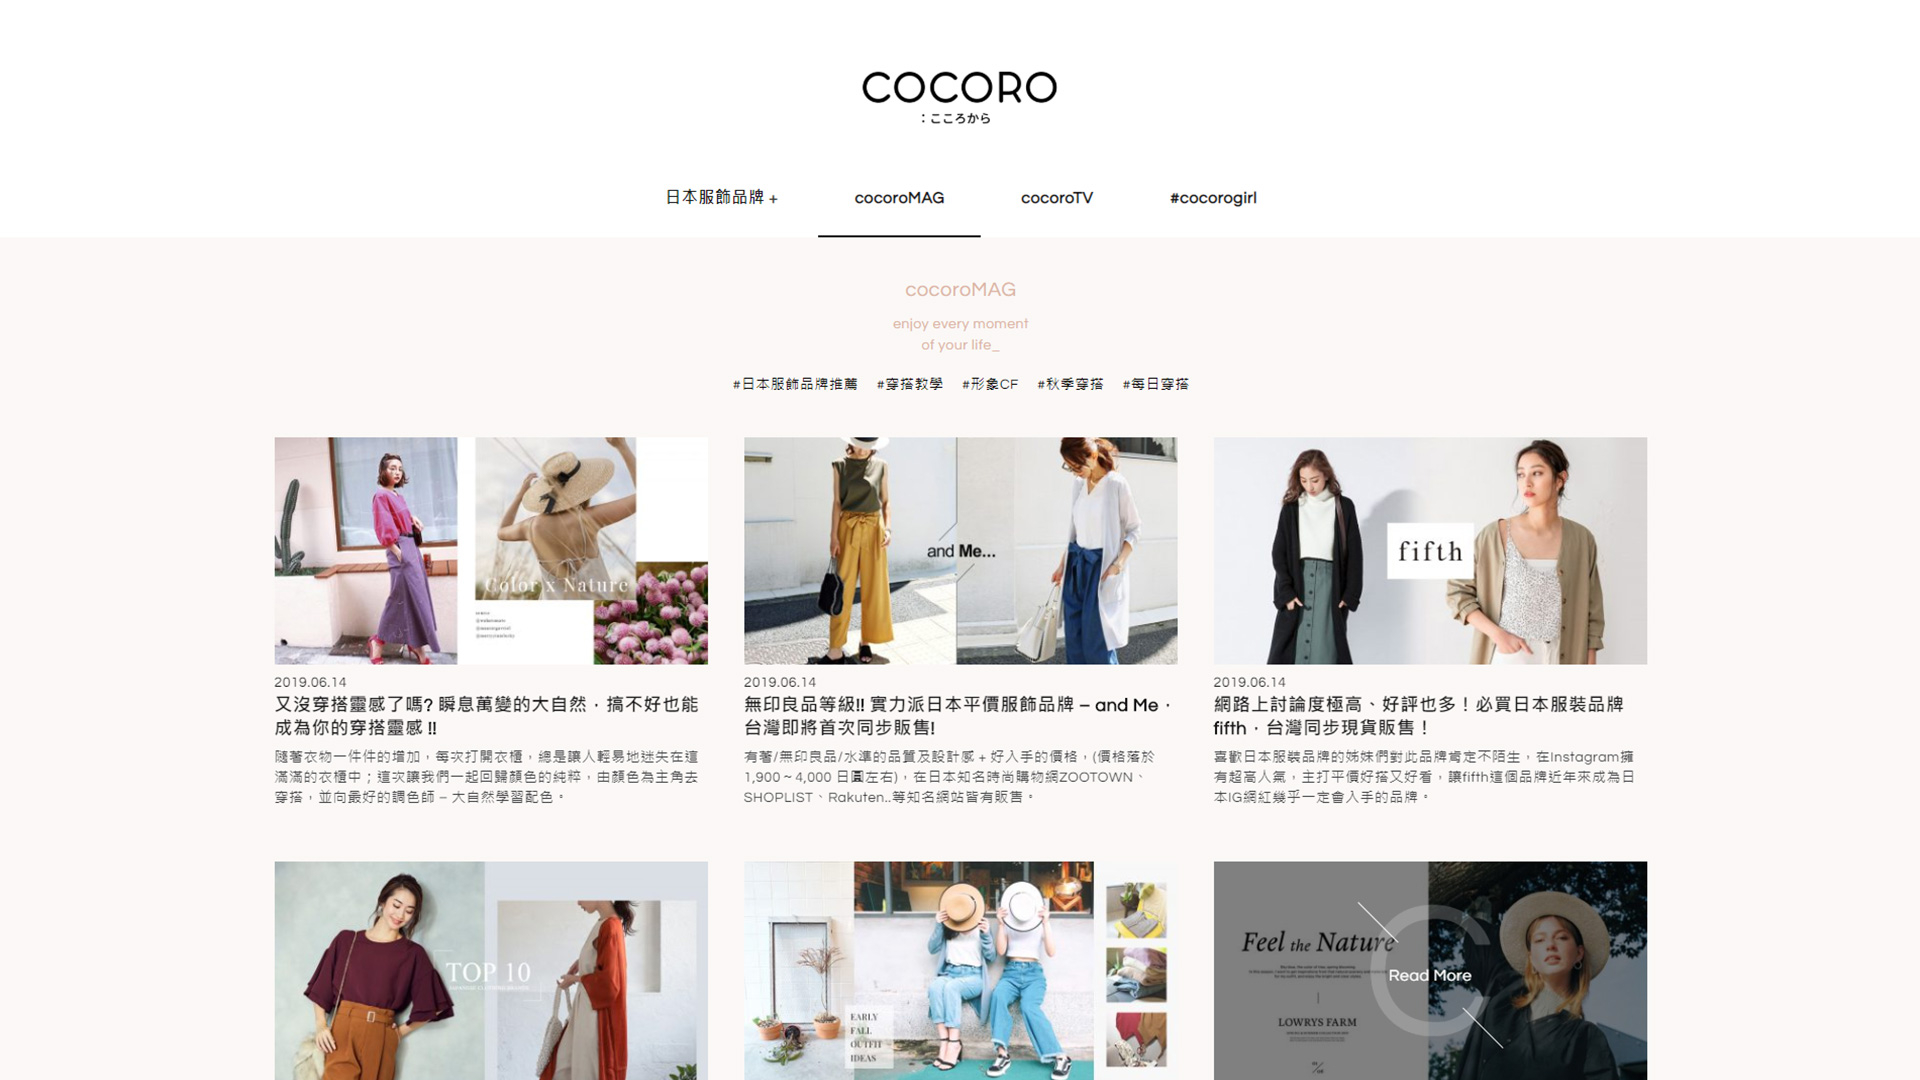 COCORO
：こころから
日本服飾品牌 +
cocoroMAG
cocoroTV
#cocorogirl
cocoroMAG
enjoy every moment
of your life_
#日本服飾品牌推薦 #穿搭教學 #形象CF #秋季穿搭 #每日穿搭
Color x Nature
and Me...
fifth
2019.06.14
又沒穿搭靈感了嗎? 瞬息萬變的大自然，搞不好也能
成為你的穿搭靈感 !!
隨著衣物一件件的增加，每次打開衣櫃，總是讓人輕易地迷失在這
滿滿的衣櫃中；這次讓我們一起回歸顏色的純粹，由顏色為主角去
穿搭，並向最好的調色師 – 大自然學習配色。
2019.06.14
無印良品等級!! 實力派日本平價服飾品牌 – and Me，
台灣即將首次同步販售!
有著/無印良品/水準的品質及設計感 + 好入手的價格，(價格落於
1,900 ~ 4,000 日圓左右)，在日本知名時尚購物網ZOOTOWN、
SHOPLIST、Rakuten..等知名網站皆有販售。
2019.06.14
網路上討論度極高、好評也多！必買日本服裝品牌
fifth，台灣同步現貨販售！
喜歡日本服裝品牌的姊妹們對此品牌肯定不陌生，在Instagram擁
有超高人氣，主打平價好搭又好看，讓fifth這個品牌近年來成為日
本IG網紅幾乎一定會入手的品牌。
TOP 10
EARLY
FALL
OUTFIT
IDEAS
Feel the Nature
Read More
LOWRYS FARM